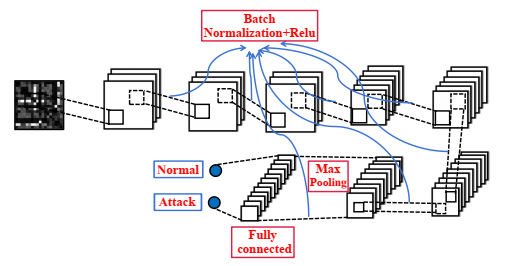 Batch
Normalization+Relu
Normal
Max
Pooling
Attack
Fully
connected